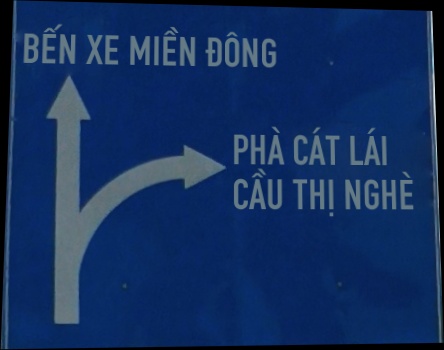 BẾN XE MIỀN ĐÔNG
PHÀ CÁT LÁI
CẦU THỊ NGHÈ